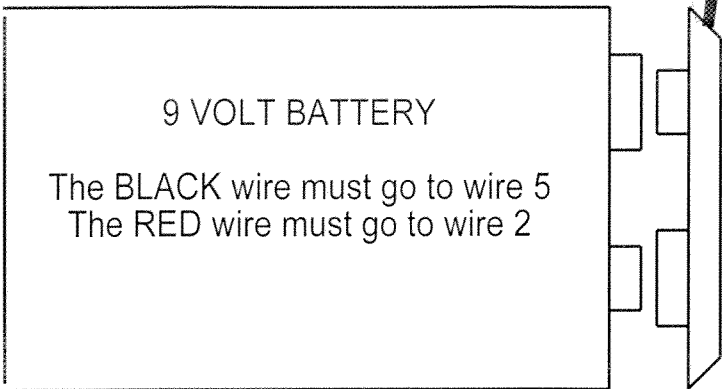 9 VOLT BATTERY
The BLACK wire must go to wire 5
The RED wire must go to wire 2